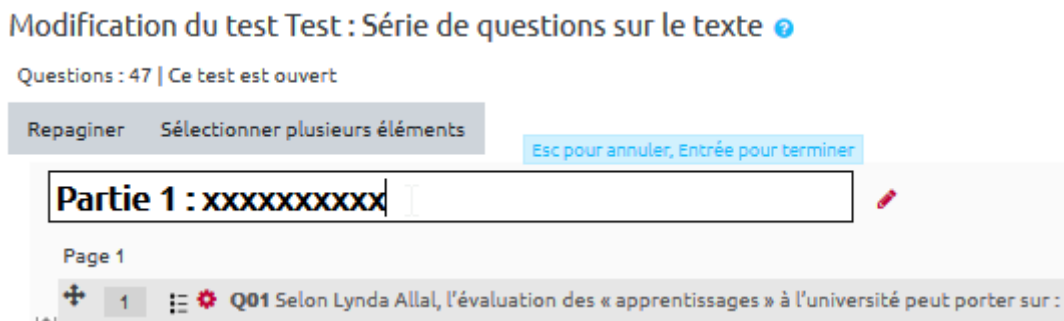 Modification du test Test : Série de questions sur le texte
Questions : 47 | Ce test est ouvert
Repaginer Sélectionner plusieurs éléments
Esc pour annuler, Entrée pour terminer
Partie 1 : xxxxxxxxxx
Page 1
1 Q01 Selon Lynda Allal, l’évaluation des « apprentissages » à l’université peut porter sur :